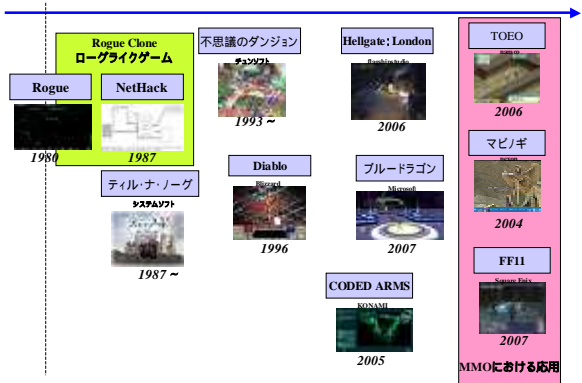 Rogue Clone
ローグライクゲーム
Rogue
1980
NetHack
1987
ティル・ナ・ノーグ
システムソフト
1987～
不思議のダンジョン
チュンソフト
1993～
Diablo
Blizzard
1996
Hellgate：London
flagshipstudio
2006
ブルードラゴン
Microsoft
2007
CODED ARMS
KONAMI
2005
TOEO
namco
2006
マビノギ
nexon
2004
FF11
Square Enix
2007
MMOにおける応用